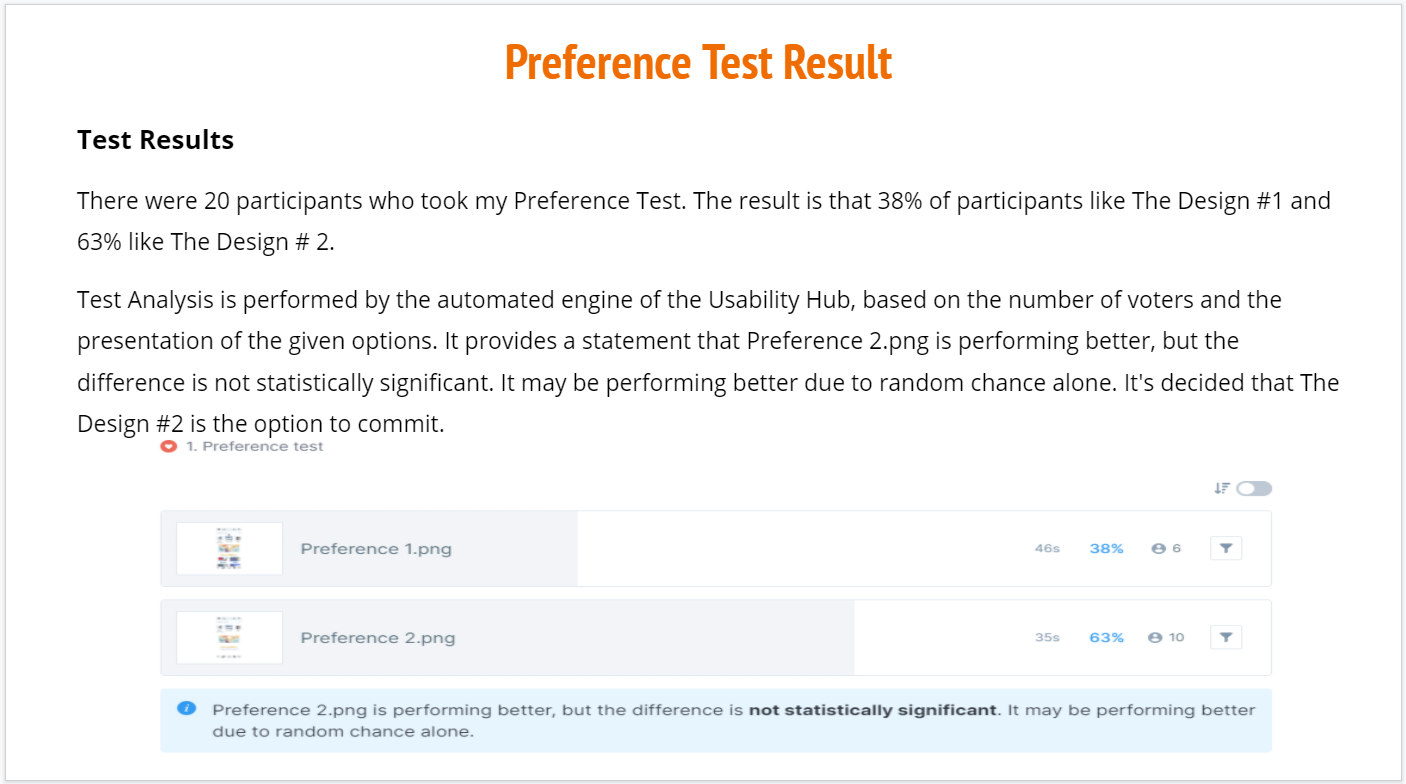 Preference Test Result
Test Results
There were 20 participants who took my Preference Test. The result is that 38% of participants like The Design #1 and
63% like The Design # 2.
Test Analysis is performed by the automated engine of the Usability Hub, based on the number of voters and the
presentation of the given options. It provides a statement that Preference 2.png is performing better, but the
difference is not statistically significant. It may be performing better due to random chance alone. It's decided that The
Design #2 is the option to commit.
1. Preference test
Preference 1.png 46s 38% 6
Preference 2.png 35s 63% 10
Preference 2.png is performing better, but the difference is not statistically significant. It may be performing better
due to random chance alone.